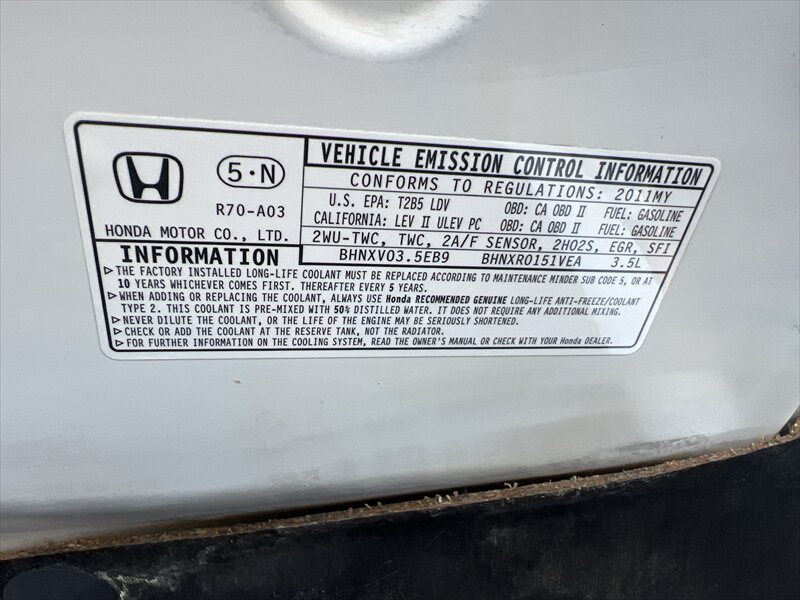 5•N
R70-A03
HONDA MOTOR CO., LTD.
VEHICLE EMISSION CONTROL INFORMATION
CONFORMS TO REGULATIONS: 2011MY
U.S. EPA: T2B5 LDV OBD: CA OBD II FUEL: GASOLINE
CALIFORNIA: LEV II ULEV PC OBD: CA OBD II FUEL: GASOLINE
2WU-TWC, TWC, 2A/F SENSOR, 2HO2S, EGR, SFI
BHNXV03.5EB9 BHNXR0151VEA 3.5L
INFORMATION
▷THE FACTORY INSTALLED LONG-LIFE COOLANT MUST BE REPLACED ACCORDING TO MAINTENANCE MINDER SUB CODE 5, OR AT
10 YEARS WHICHEVER COMES FIRST. THEREAFTER EVERY 5 YEARS.
▷WHEN ADDING OR REPLACING THE COOLANT, ALWAYS USE Honda RECOMMENDED GENUINE LONG-LIFE ANTI-FREEZE/COOLANT
TYPE 2. THIS COOLANT IS PRE-MIXED WITH 50% DISTILLED WATER. IT DOES NOT REQUIRE ANY ADDITIONAL MIXING.
▷NEVER DILUTE THE COOLANT, OR THE LIFE OF THE ENGINE MAY BE SERIOUSLY SHORTENED.
▷CHECK OR ADD THE COOLANT AT THE RESERVE TANK, NOT THE RADIATOR.
▷FOR FURTHER INFORMATION ON THE COOLING SYSTEM, READ THE OWNER'S MANUAL OR CHECK WITH YOUR Honda DEALER.